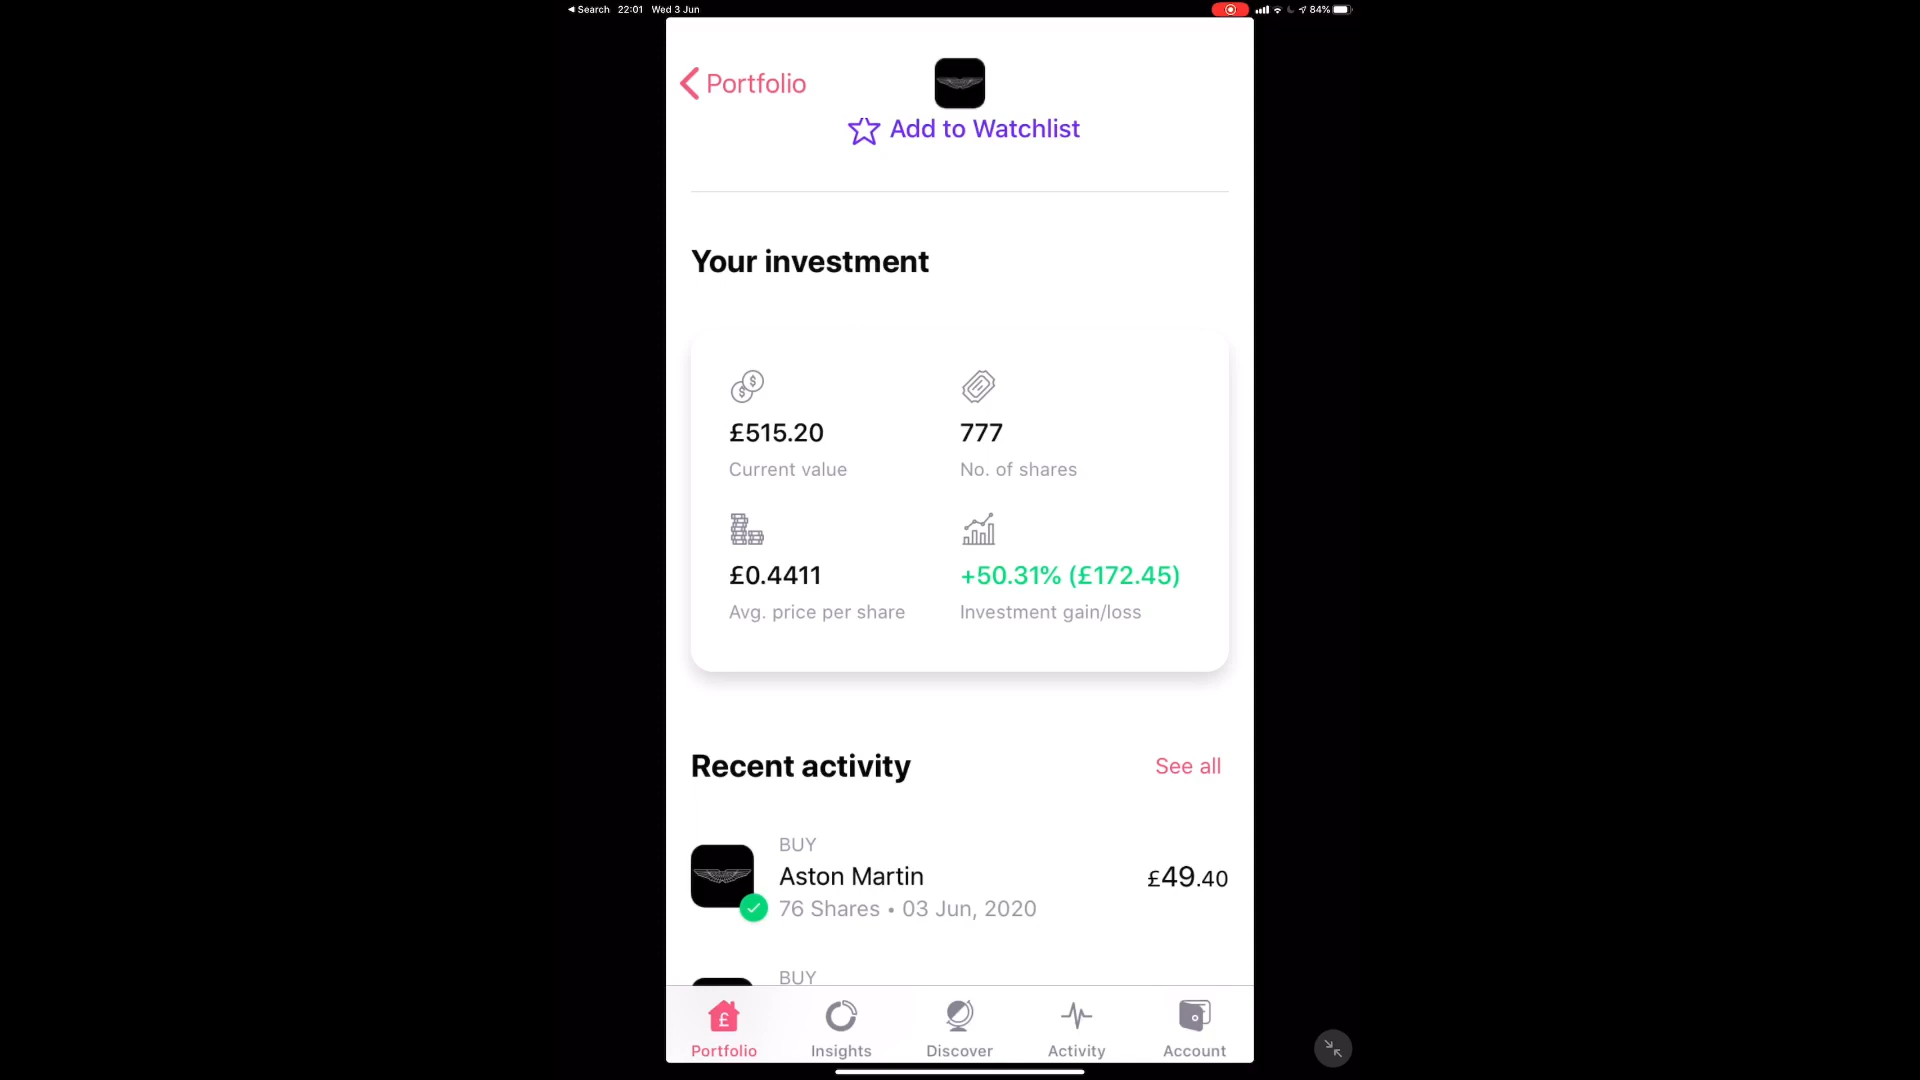 ◀ Search 22:01 Wed 3 Jun 84%
Portfolio
Add to Watchlist
Your investment
£515.20 777
Current value No. of shares
£0.4411 +50.31% (£172.45)
Avg. price per share Investment gain/loss
Recent activity See all
BUY
Aston Martin £49.40
76 Shares • 03 Jun, 2020
BUY
Portfolio Insights Discover Activity Account